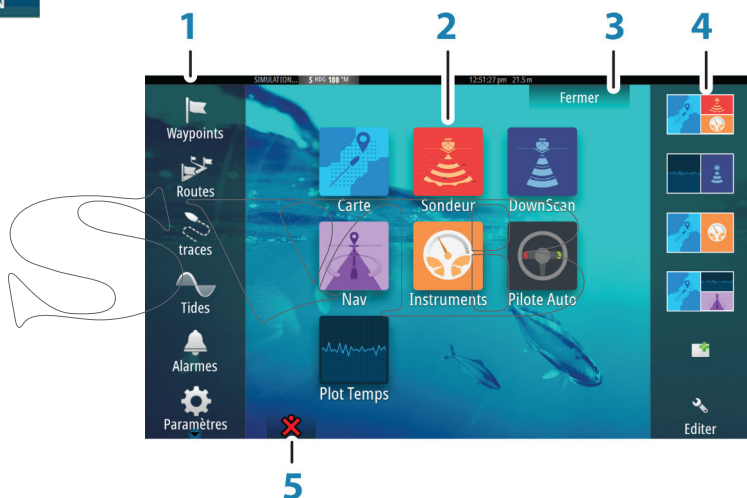 N
1 2 3 4
SIMULATION... S HDG 180 °M 12:51:27 pm 21.5 m
Fermer
Waypoints
Routes
traces
Tides
Alarmes
Paramètres
Carte Sondeur DownScan
Nav Instruments Pilote Auto
Plot Temps
Editer
5